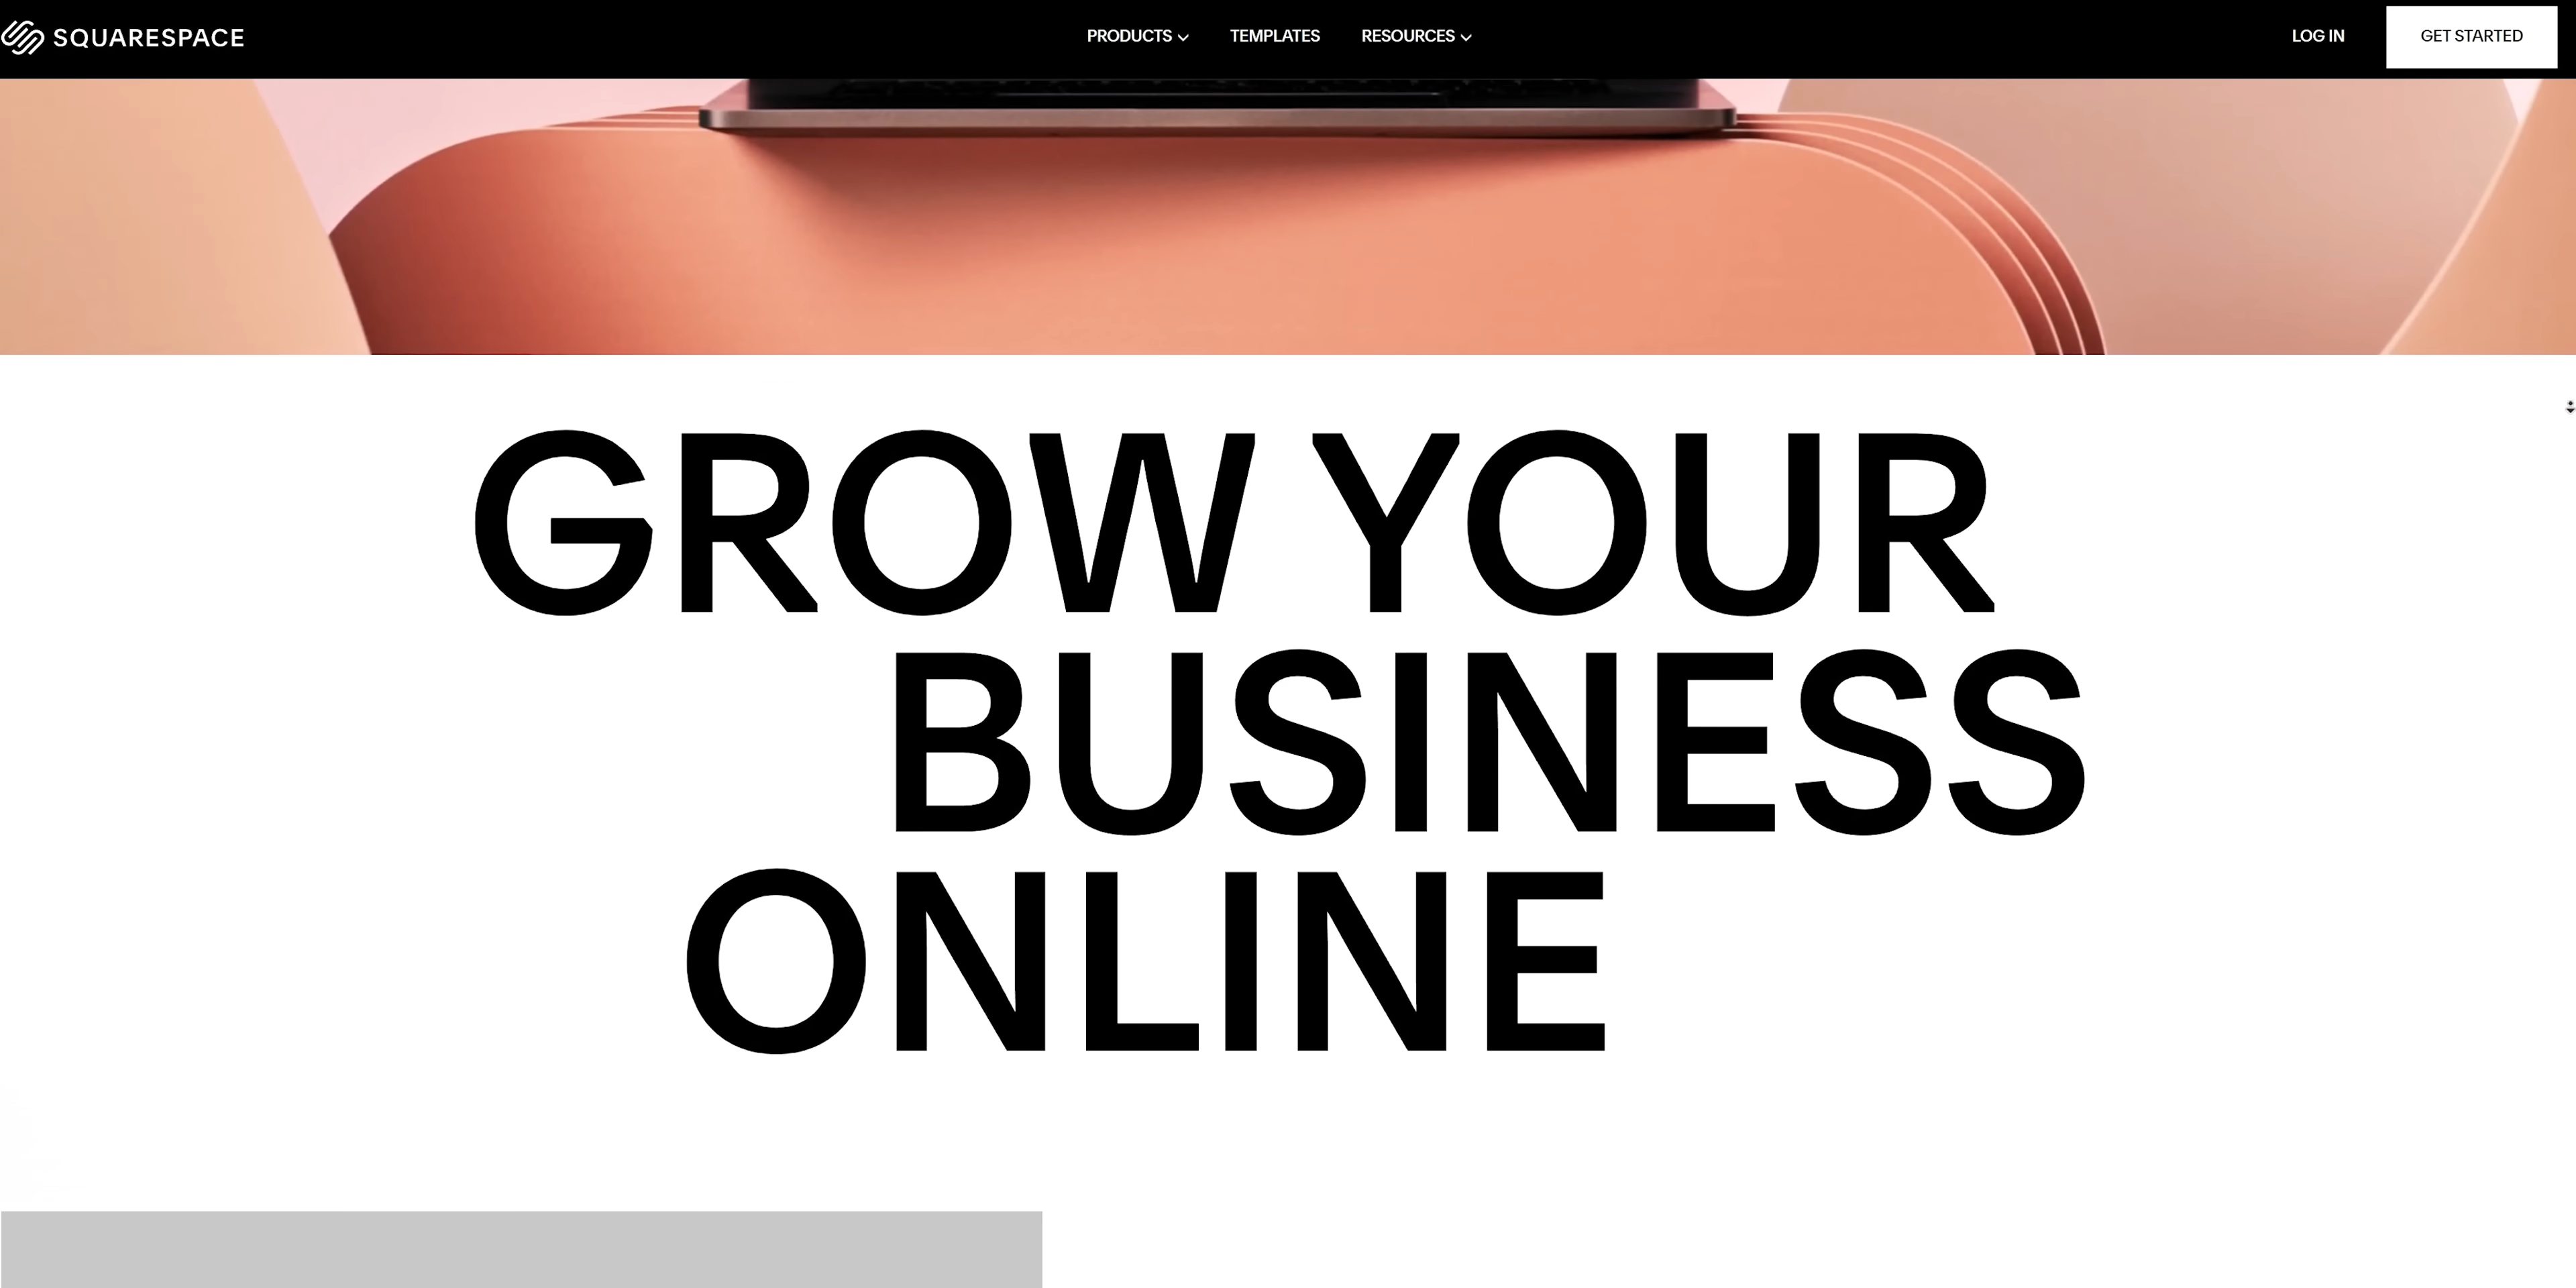 SQUARESPACE
PRODUCTS
TEMPLATES
RESOURCES
LOG IN
GET STARTED
GROW YOUR
BUSINESS
ONLINE